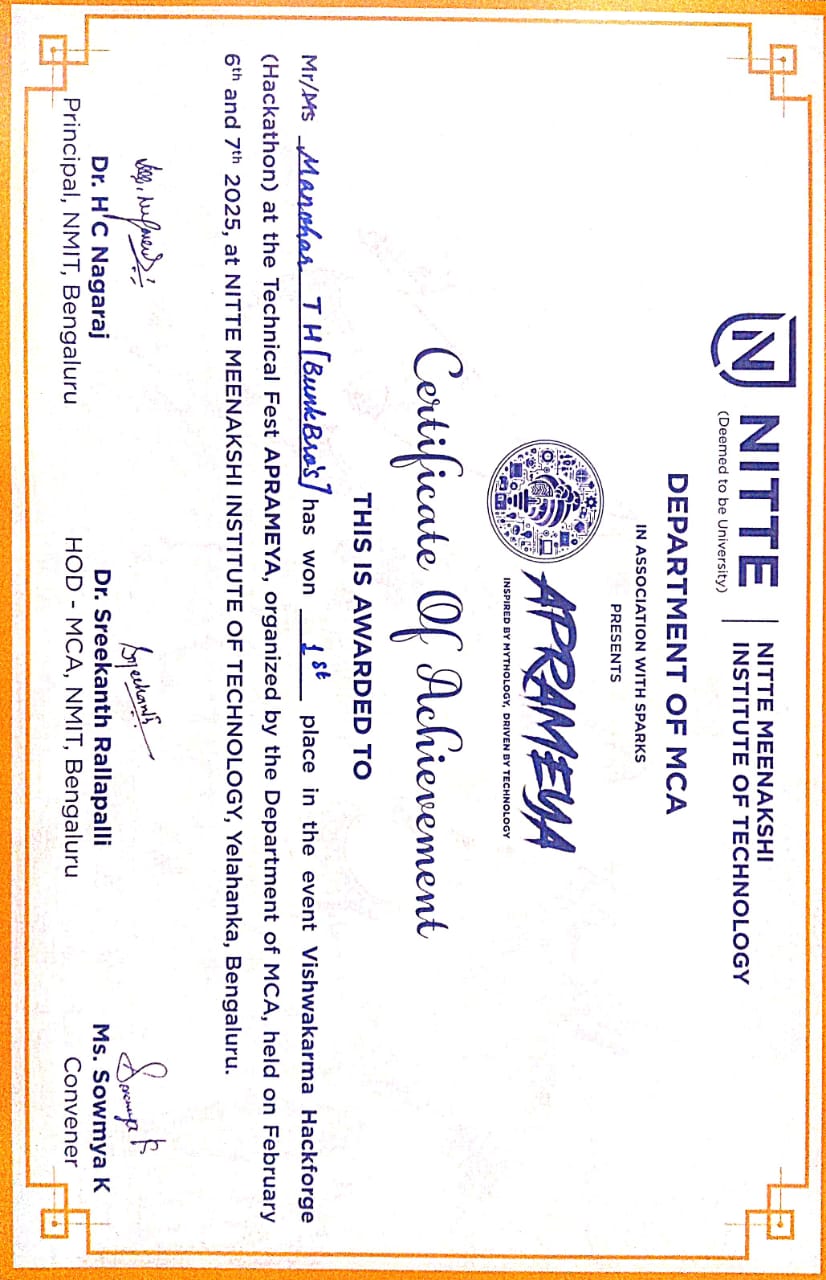 NITTE
(Deemed to be University)
NITTE MEENAKSHI
INSTITUTE OF TECHNOLOGY
DEPARTMENT OF MCA
IN ASSOCIATION WITH SPARKS
PRESENTS
APRAMEYA
INSPIRED BY MYTHOLOGY, DRIVEN BY TECHNOLOGY
Certificate Of Achievement
THIS IS AWARDED TO
Mr/Ms Manohar T H [BunkBro's] has won 1st place in the event Vishwakarma Hackforge
(Hackathon) at the Technical Fest APRAMEYA, organized by the Department of MCA, held on February
6th and 7th 2025, at NITTE MEENAKSHI INSTITUTE OF TECHNOLOGY, Yelahanka, Bengaluru.
Sreekanth
Sowmya K
Dr. H C Nagaraj
Principal, NMIT, Bengaluru
Dr. Sreekanth Rallapalli
HOD - MCA, NMIT, Bengaluru
Ms. Sowmya K
Convener